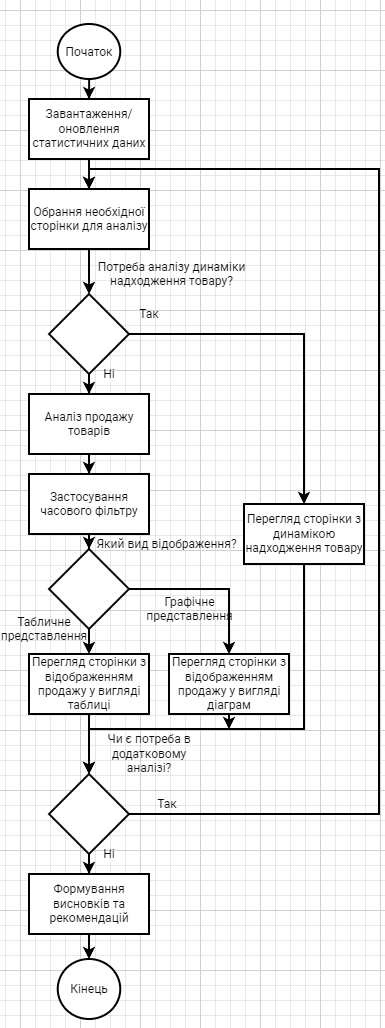 Початок
Завантаження/
оновлення
статистичних даних
Обрання необхідної
сторінки для аналізу
Потреба аналізу динаміки
надходження товару?
Так
Ні
Аналіз продажу
товарів
Застосування
часового фільтру
Перегляд сторінки з
динамікою
надходження товару
Який вид відображення?
Графічне
представлення
Табличне
представлення
Перегляд сторінки з
відображенням
продажу у вигляді
таблиці
Перегляд сторінки з
відображенням
продажу у вигляді
діаграм
Чи є потреба в
додатковому
аналізі?
Так
Ні
Формування
висновків та
рекомендацій
Кінець